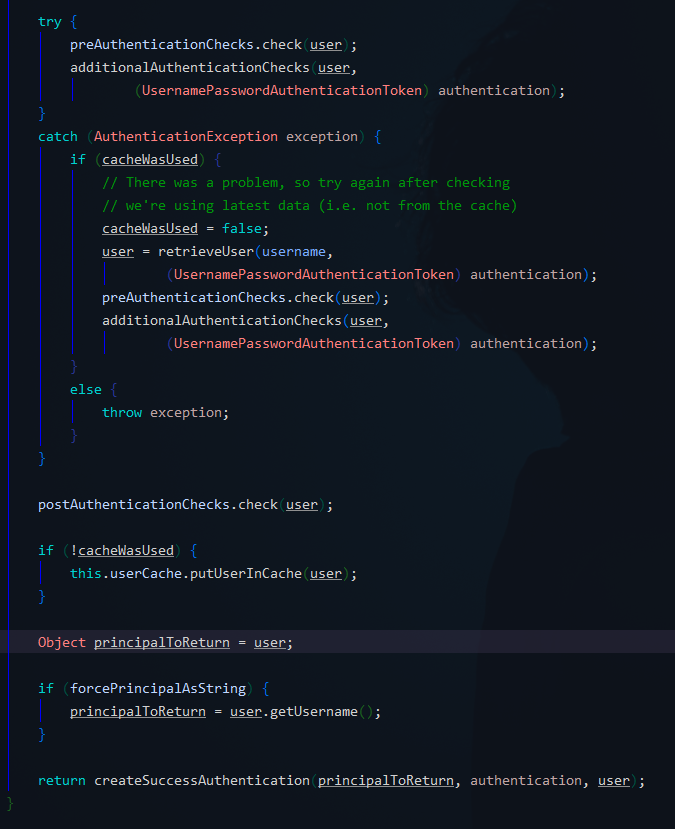 try {
preAuthenticationChecks.check(user);
additionalAuthenticationChecks(user,
(UsernamePasswordAuthenticationToken) authentication);
}
catch (AuthenticationException exception) {
if (cacheWasUsed) {
// There was a problem, so try again after checking
// we're using latest data (i.e. not from the cache)
cacheWasUsed = false;
user = retrieveUser(username,
(UsernamePasswordAuthenticationToken) authentication);
preAuthenticationChecks.check(user);
additionalAuthenticationChecks(user,
(UsernamePasswordAuthenticationToken) authentication);
}
else {
throw exception;
}
}
postAuthenticationChecks.check(user);
if (!cacheWasUsed) {
this.userCache.putUserInCache(user);
}
Object principalToReturn = user;
if (forcePrincipalAsString) {
principalToReturn = user.getUsername();
}
return createSuccessAuthentication(principalToReturn, authentication, user);
}